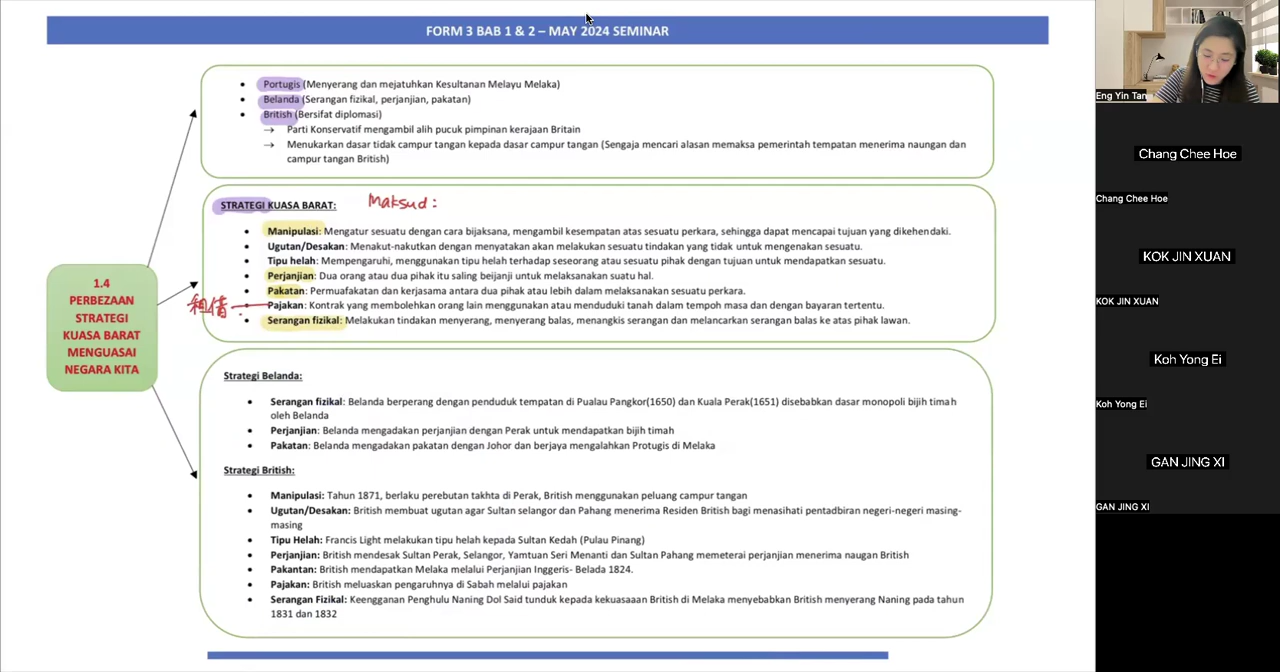 FORM 3 BAB 1 & 2 – MAY 2024 SEMINAR
• Portugis (Menyerang dan mejatuhkan Kesultanan Melayu Melaka)
• Belanda (Serangan fizikal, perjanjian, pakatan)
• British (Bersifat diplomasi)
→ Parti Konservatif mengambil alih pucuk pimpinan kerajaan Britain
→ Menukarkan dasar tidak campur tangan kepada dasar campur tangan (Sengaja mencari alasan memaksa pemerintah tempatan menerima naungan dan
campur tangan British)
STRATEGI KUASA BARAT: Maksud :
• Manipulasi: Mengatur sesuatu dengan cara bijaksana, mengambil kesempatan atas sesuatu perkara, sehingga dapat mencapai tujuan yang dikehendaki.
• Ugutan/Desakan: Menakut-nakutkan dengan menyatakan akan melakukan sesuatu tindakan yang tidak untuk mengenakan sesuatu.
• Tipu helah: Mempengaruhi, menggunakan tipu helah terhadap seseorang atau sesuatu pihak dengan tujuan untuk mendapatkan sesuatu.
• Perjanjian: Dua orang atau dua pihak itu saling beijanji untuk melaksanakan suatu hal.
• Pakatan: Permuafakatan dan kerjasama antara dua pihak atau lebih dalam melaksanakan sesuatu perkara.
租借
• Pajakan: Kontrak yang membolehkan orang lain menggunakan atau menduduki tanah dalam tempoh masa dan dengan bayaran tertentu.
• Serangan fizikal: Melakukan tindakan menyerang, menyerang balas, menangkis serangan dan melancarkan serangan balas ke atas pihak lawan.
1.4
PERBEZAAN
STRATEGI
KUASA BARAT
MENGUASAI
NEGARA KITA
Strategi Belanda:
• Serangan fizikal: Belanda berperang dengan penduduk tempatan di Pualau Pangkor(1650) dan Kuala Perak(1651) disebabkan dasar monopoli bijih timah
oleh Belanda
• Perjanjian: Belanda mengadakan perjanjian dengan Perak untuk mendapatkan bijih timah
• Pakatan: Belanda mengadakan pakatan dengan Johor dan berjaya mengalahkan Protugis di Melaka
Strategi British:
• Manipulasi: Tahun 1871, berlaku perebutan takhta di Perak, British menggunakan peluang campur tangan
• Ugutan/Desakan: British membuat ugutan agar Sultan selangor dan Pahang menerima Residen British bagi menasihati pentadbiran negeri-negeri masing-
masing
• Tipu Helah: Francis Light melakukan tipu helah kepada Sultan Kedah (Pulau Pinang)
• Perjanjian: British mendesak Sultan Perak, Selangor, Yamtuan Seri Menanti dan Sultan Pahang memeterai perjanjian menerima naugan British
• Pakantan: British mendapatkan Melaka melalui Perjanjian Inggeris- Belada 1824.
• Pajakan: British meluaskan pengaruhnya di Sabah melalui pajakan
• Serangan Fizikal: Keengganan Penghulu Naning Dol Said tunduk kepada kekuasaaan British di Melaka menyebabkan British menyerang Naning pada tahun
1831 dan 1832
Eng Yin Tan
Chang Chee Hoe
Chang Chee Hoe
KOK JIN XUAN
KOK JIN XUAN
Koh Yong Ei
Koh Yong Ei
GAN JING XI
GAN JING XI